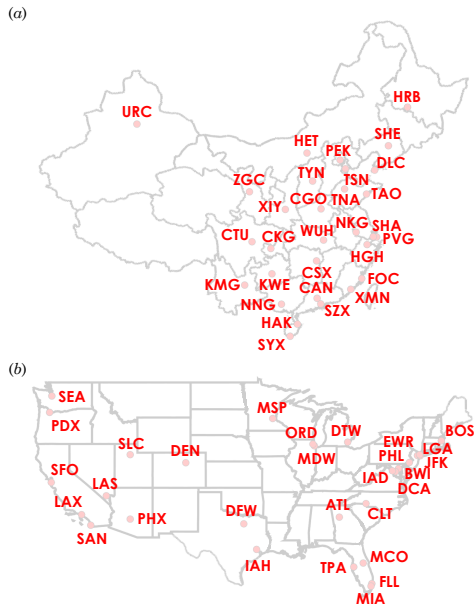 (a)
URC
HRB
HET
PEK
SHE
DLC
TYN
TSN
ZGC
TNA
TAO
CGO
XIY
NKG
SHA
WUH
PVG
CTU
CKG
HGH
CSX
FOC
KMG
KWE
CAN
XMN
NNG
SZX
HAK
SYX
(b)
SEA
PDX
MSP
BOS
ORD
DTW
EWR
LGA
SLC
DEN
MDW
PHL
JFK
SFO
BWI
LAS
IAD
DCA
LAX
ATL
CLT
PHX
DFW
SAN
IAH
TPA
MCO
FLL
MIA